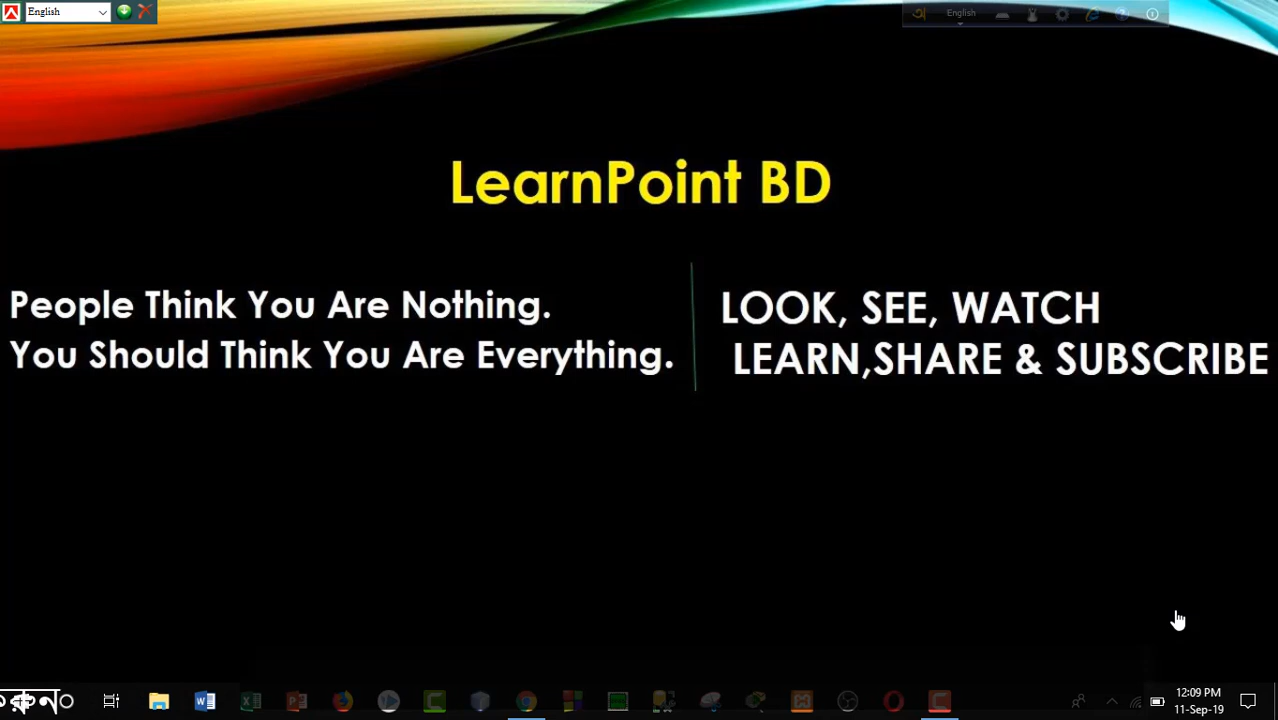 English
English
LearnPoint BD
People Think You Are Nothing.
You Should Think You Are Everything.
LOOK, SEE, WATCH
LEARN,SHARE & SUBSCRIBE
12:09 PM
11-Sep-19